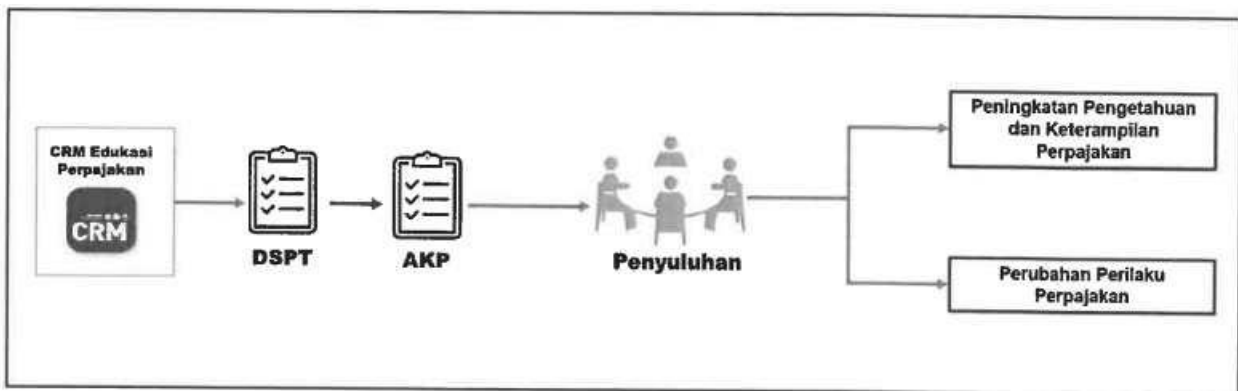 CRM Edukasi
Perpajakan
CRM
DSPT
AKP
Penyuluhan
Peningkatan Pengetahuan
dan Keterampilan
Perpajakan
Perubahan Perilaku
Perpajakan